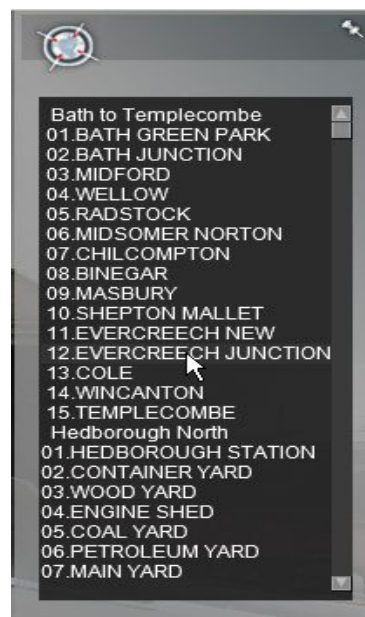 Bath to Templecombe
01.BATH GREEN PARK
02.BATH JUNCTION
03.MIDFORD
04.WELLOW
05.RADSTOCK
06.MIDSOMER NORTON
07.CHILCOMPTON
08.BINEGAR
09.MASBURY
10.SHEPTON MALLET
11.EVERCREECH NEW
12.EVERCREECH JUNCTION
13.COLE
14.WINCANTON
15.TEMPLECOMBE
Hedborough North
01.HEDBOROUGH STATION
02.CONTAINER YARD
03.WOOD YARD
04.ENGINE SHED
05.COAL YARD
06.PETROLEUM YARD
07.MAIN YARD